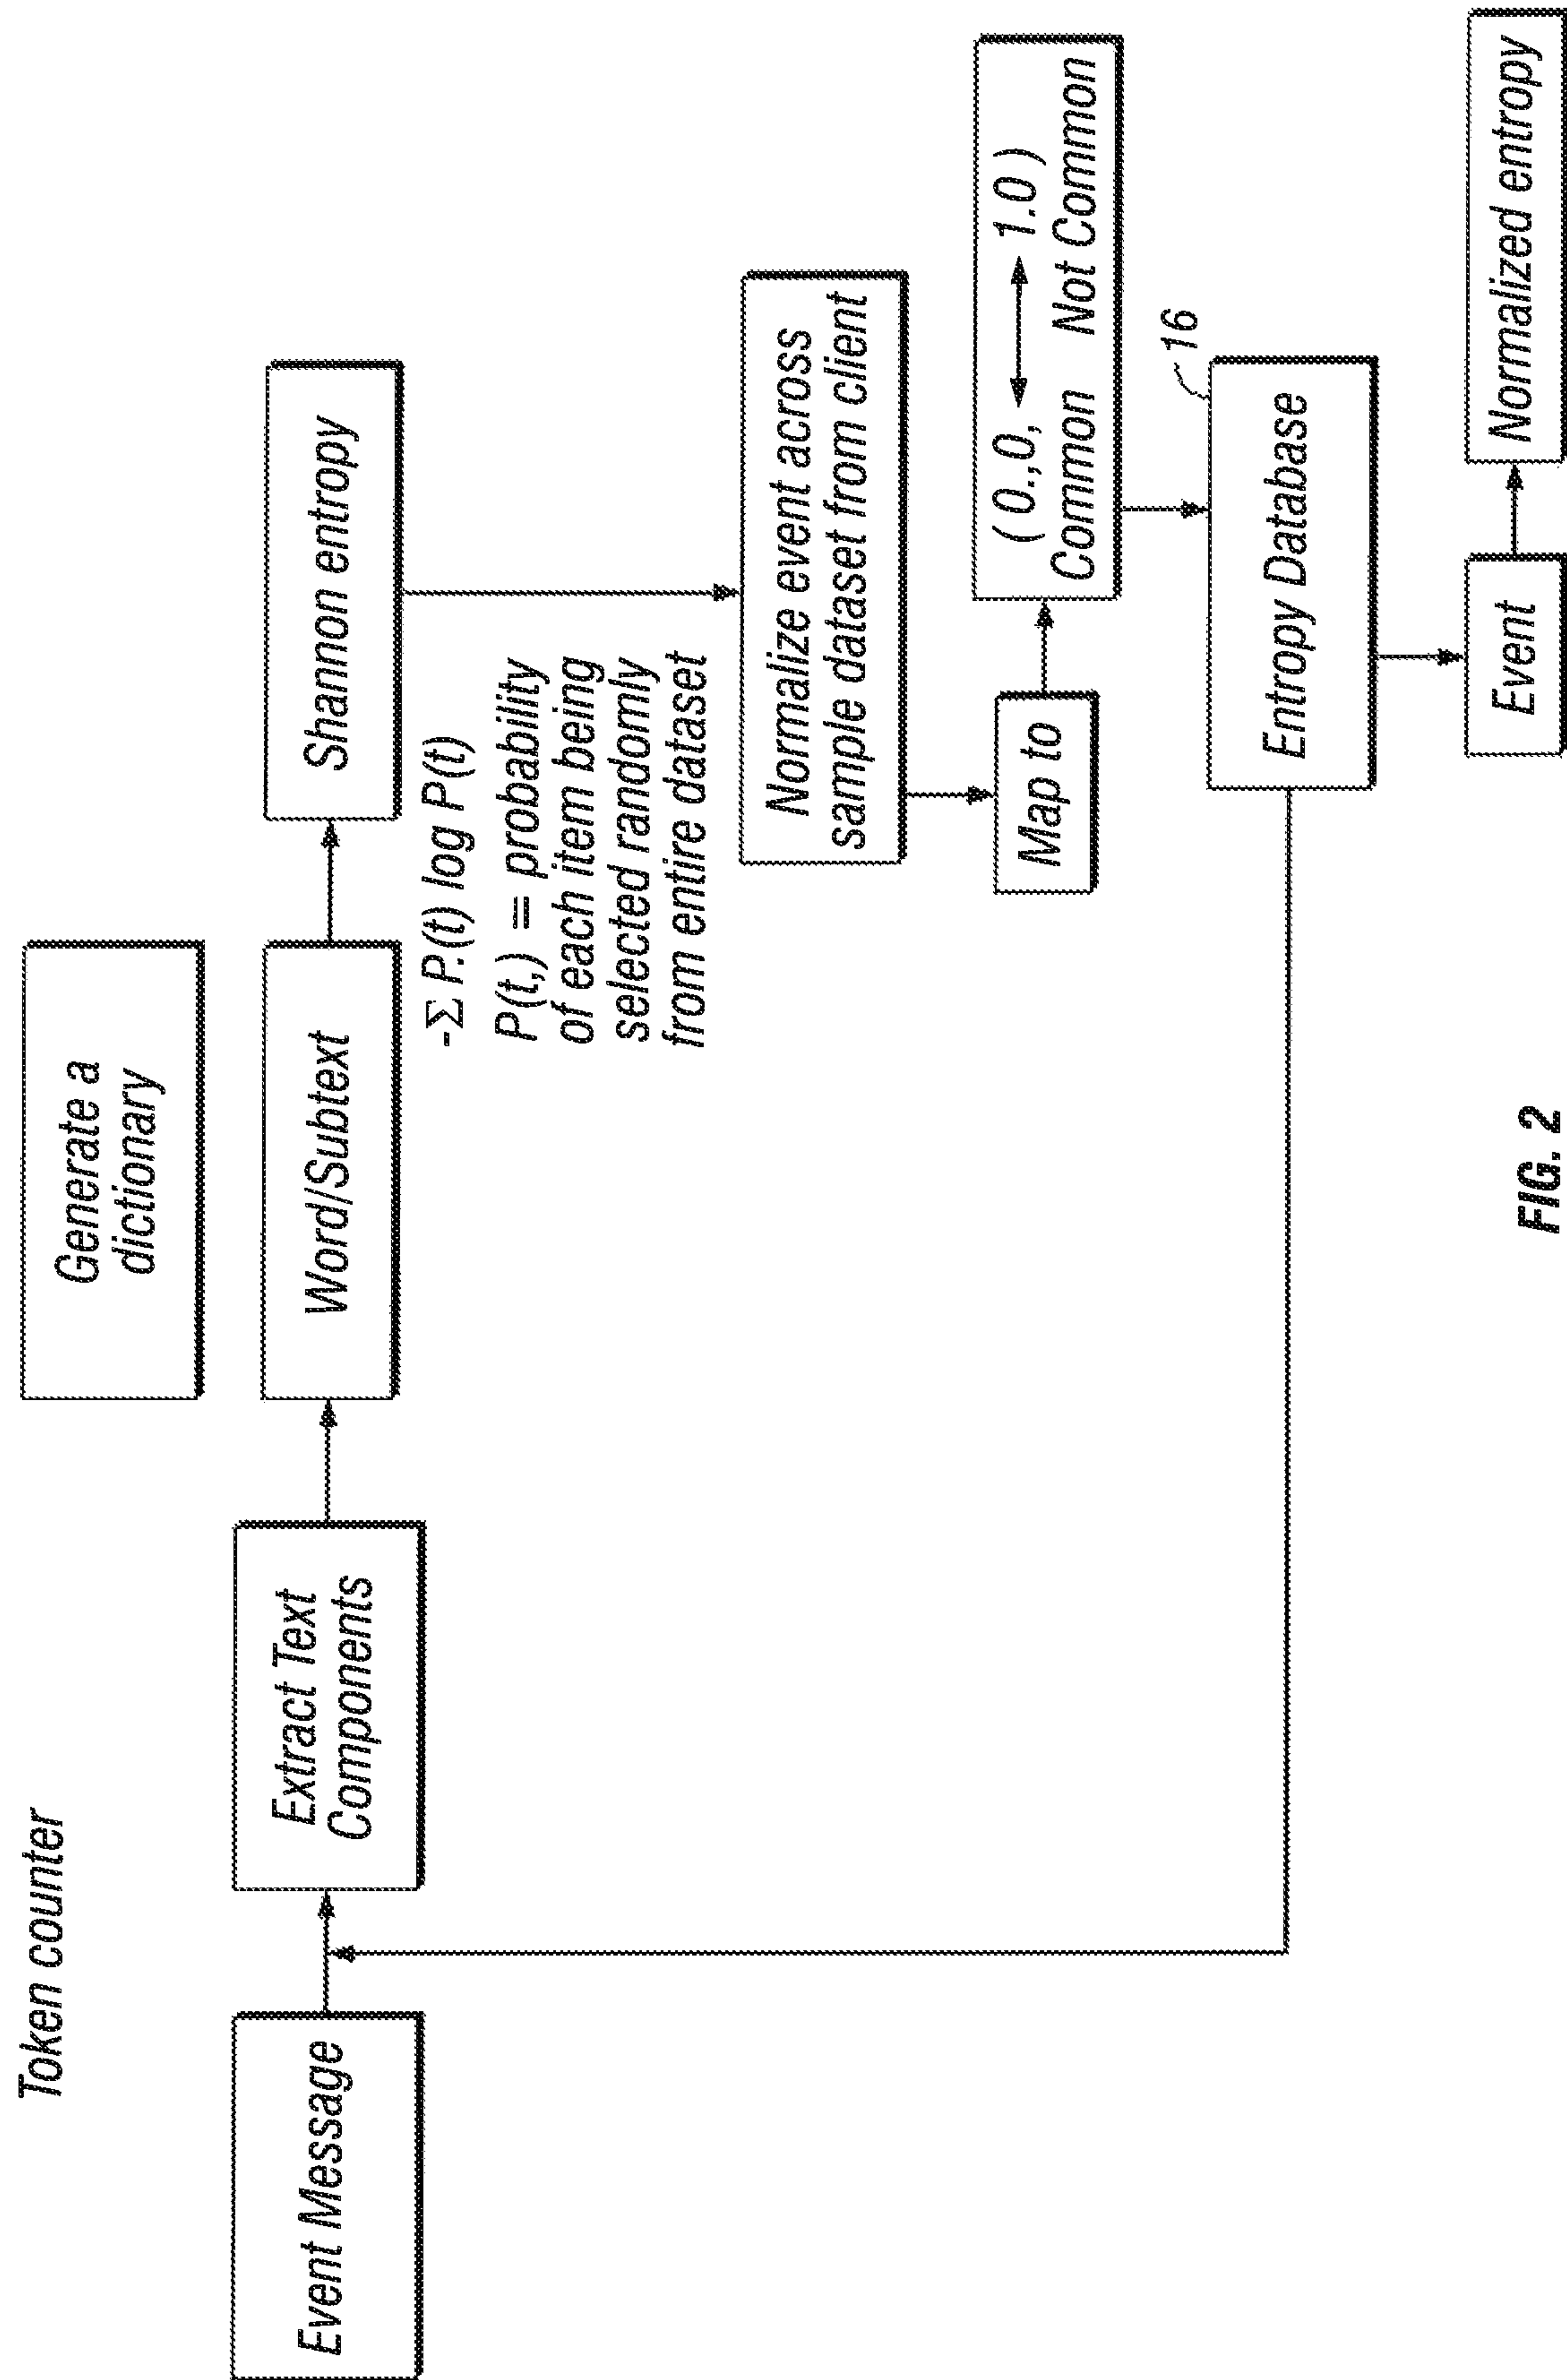 Token counter
Generate a
dictionary
Event Message
Extract Text
Components
Word/Subtext
Shannon entropy
-Σ P.(t) log P(t)
P(t,) = probability
of each item being
selected randomly
from entire dataset
Normalize event across
sample dataset from client
Map to
( 0.,0, 1.0 )
Common Not Common
16
Entropy Database
Event
Normalized entropy
FIG. 2